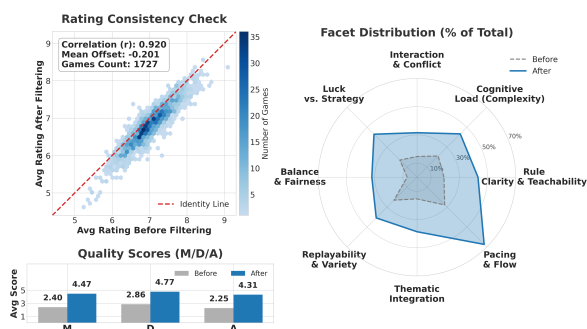 Rating Consistency Check
Correlation (r): 0.920
Mean Offset: -0.201
Games Count: 1727
Avg Rating After Filtering
9
8
7
6
5
5
6
7
8
9
Identity Line
Avg Rating Before Filtering
35
30
25
20
15
10
5
Number of Games
Quality Scores (M/D/A)
Before
After
Avg Score
5
3
1
2.40
4.47
2.86
4.77
2.25
4.31
M
D
A
Facet Distribution (% of Total)
Before
After
Interaction
& Conflict
Luck
vs. Strategy
Cognitive
Load (Complexity)
70%
50%
30%
10%
Balance
& Fairness
Rule
Clarity & Teachability
Replayability
& Variety
Pacing
& Flow
Thematic
Integration